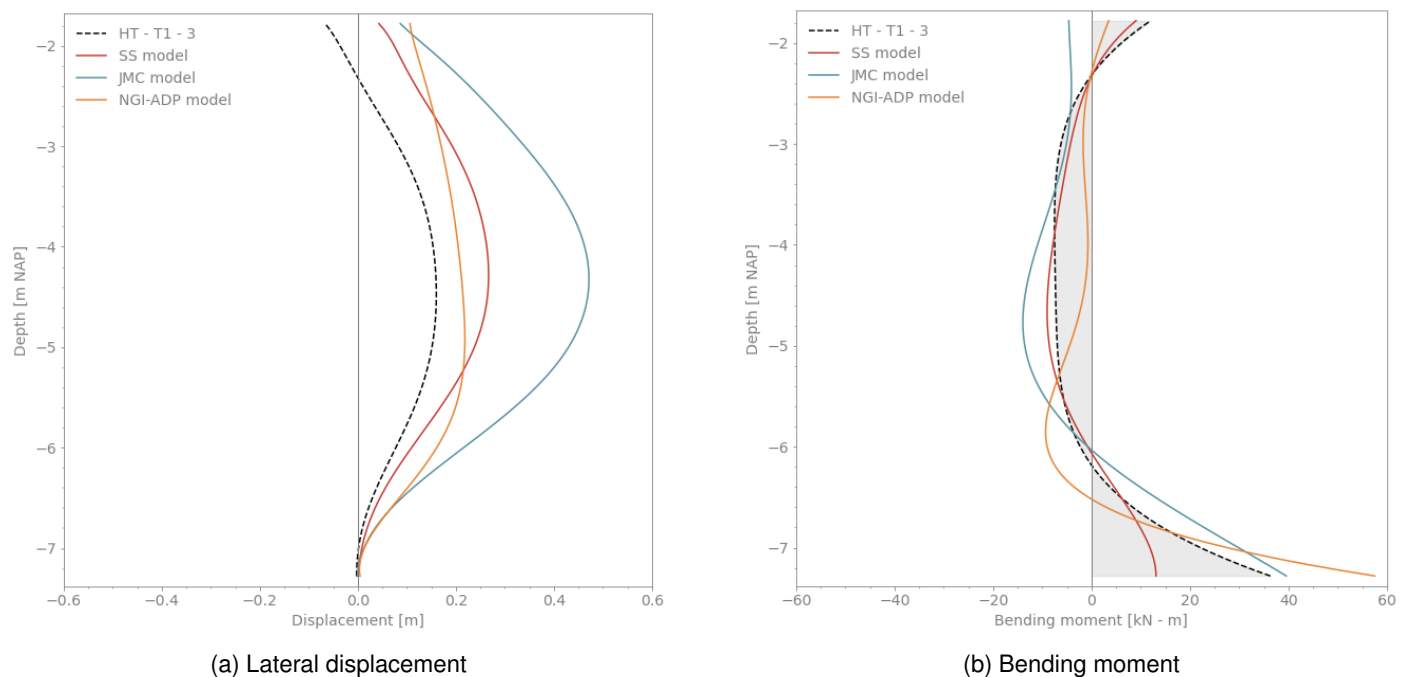 HT - T1 - 3
SS model
JMC model
NGI-ADP model
−2
−3
−4
−5
−6
−7
Depth [m NAP]
−0.6
−0.4
−0.2
0.0
0.2
0.4
0.6
Displacement [m]
(a) Lateral displacement
HT - T1 - 3
SS model
JMC model
NGI-ADP model
−2
−3
−4
−5
−6
−7
Depth [m NAP]
−60
−40
−20
0
20
40
60
Bending moment [kN - m]
(b) Bending moment